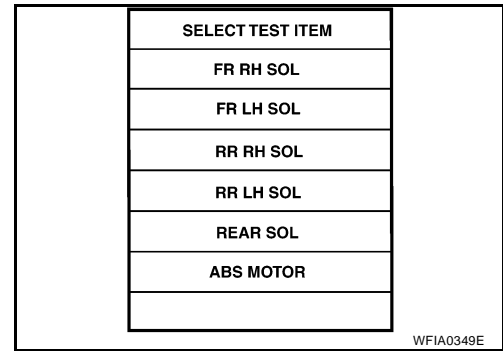 SELECT TEST ITEM
FR RH SOL
FR LH SOL
RR RH SOL
RR LH SOL
REAR SOL
ABS MOTOR
WFIA0349E